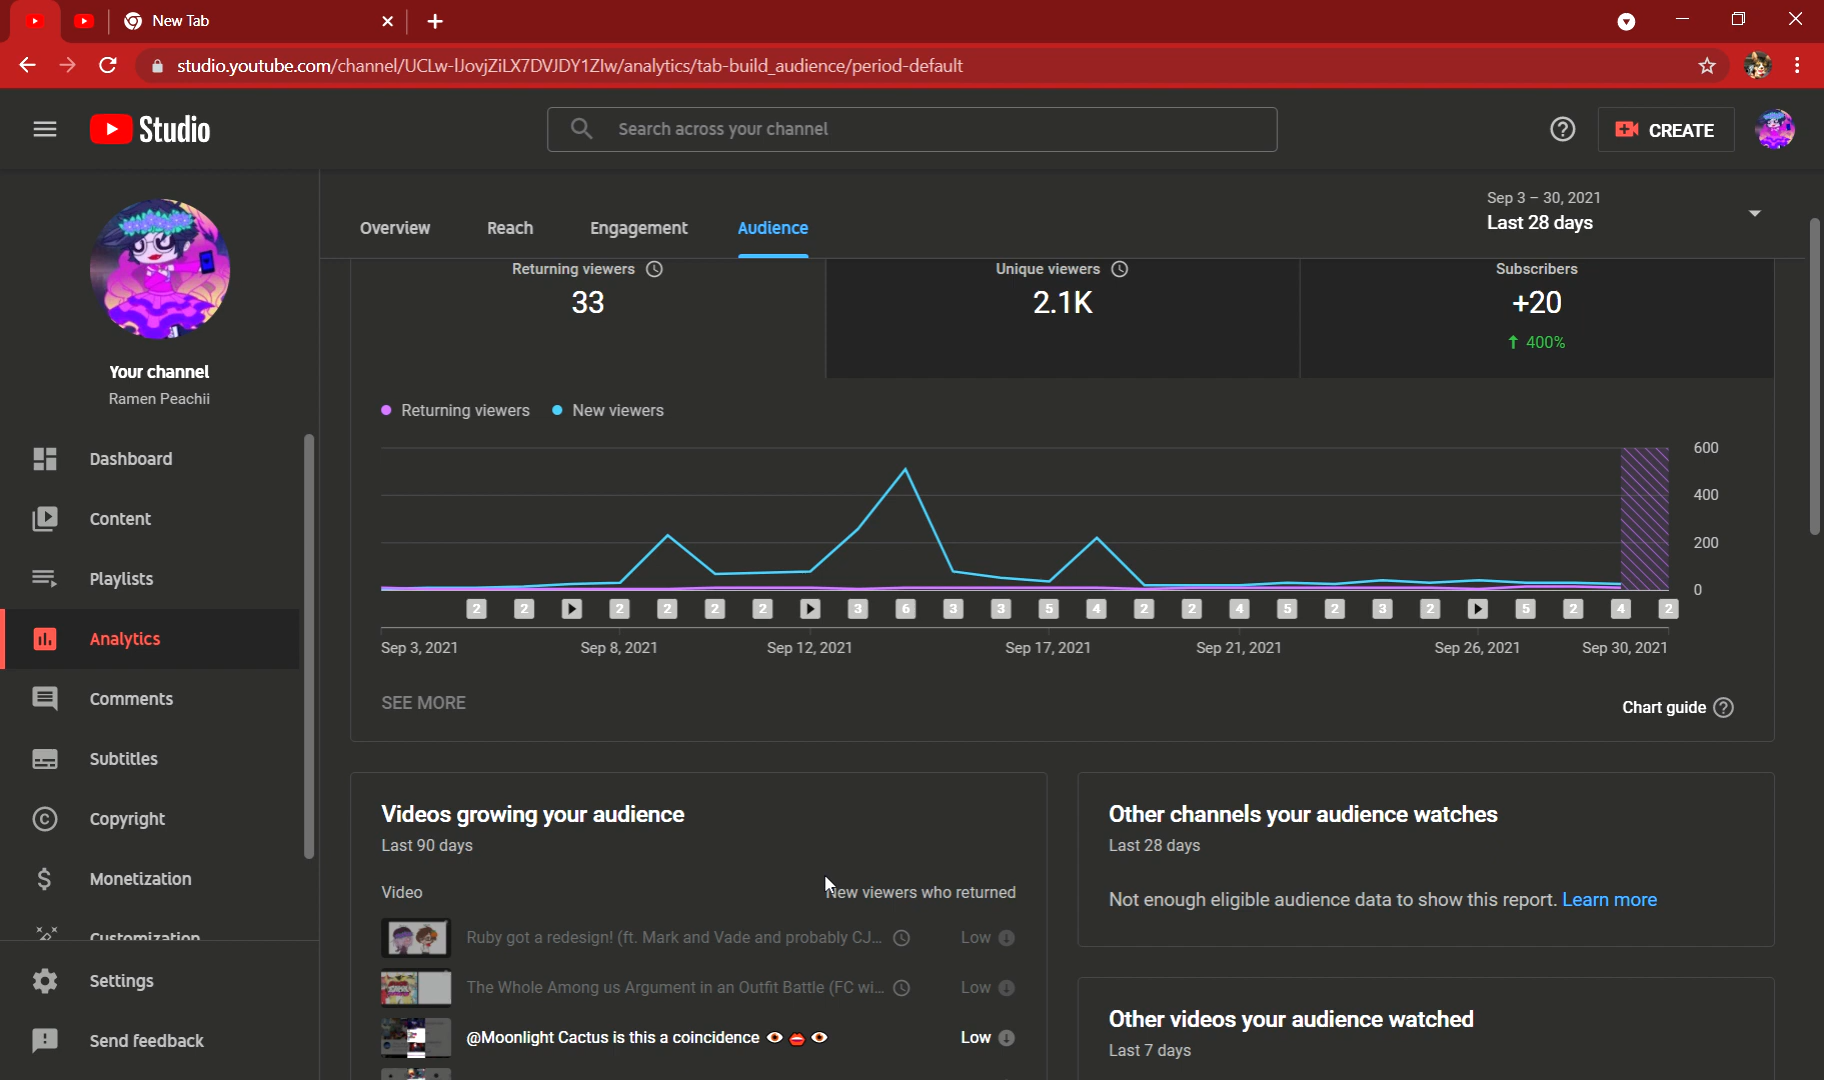 New Tab
studio.youtube.com/channel/UCLw-lJovjZiLX7DVJDY1Zlw/analytics/tab-build_audience/period-default
Studio
Search across your channel
CREATE
Your channel
Ramen Peachii
Dashboard
Content
Playlists
Analytics
Comments
Subtitles
Copyright
Monetization
Customization
Settings
Send feedback
Overview Reach Engagement Audience
Sep 3 – 30, 2021
Last 28 days
Returning viewers
33
Unique viewers
2.1K
Subscribers
+20
400%
Returning viewers New viewers
600
400
200
0
2 2 2 2 2 2 3 6 3 3 5 4 2 2 4 5 2 3 2 5 2 4 2
Sep 3, 2021 Sep 8, 2021 Sep 12, 2021 Sep 17, 2021 Sep 21, 2021 Sep 26, 2021 Sep 30, 2021
SEE MORE
Chart guide
Videos growing your audience
Last 90 days
Video New viewers who returned
Ruby got a redesign! (ft. Mark and Vade and probably CJ... Low
The Whole Among us Argument in an Outfit Battle (FC wi... Low
@Moonlight Cactus is this a coincidence 👁️👄👁️ Low
Other channels your audience watches
Last 28 days
Not enough eligible audience data to show this report. Learn more
Other videos your audience watched
Last 7 days